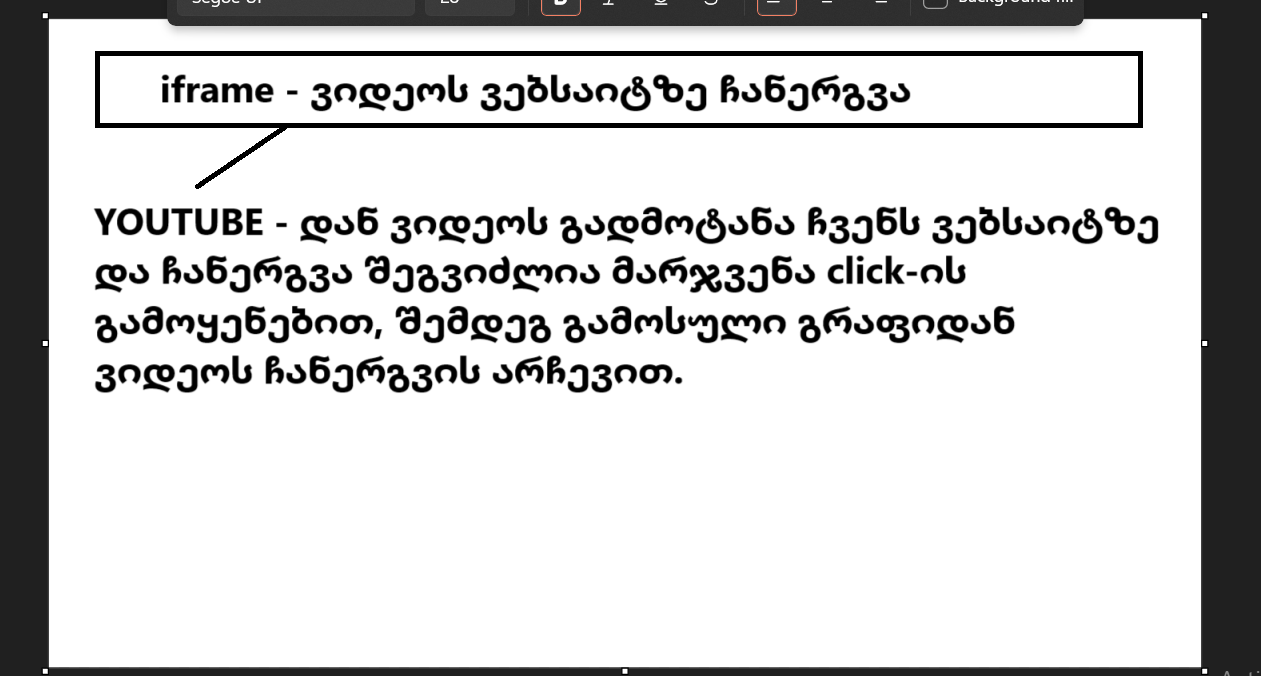 iframe - ვიდეოს ვებსაიტზე ჩანერგვა
YOUTUBE - დან ვიდეოს გადმოტანა ჩვენს ვებსაიტზე
და ჩანერგვა შეგვიძლია მარჯვენა click-ის
გამოყენებით, შემდეგ გამოსული გრაფიდან
ვიდეოს ჩანერგვის არჩევით.